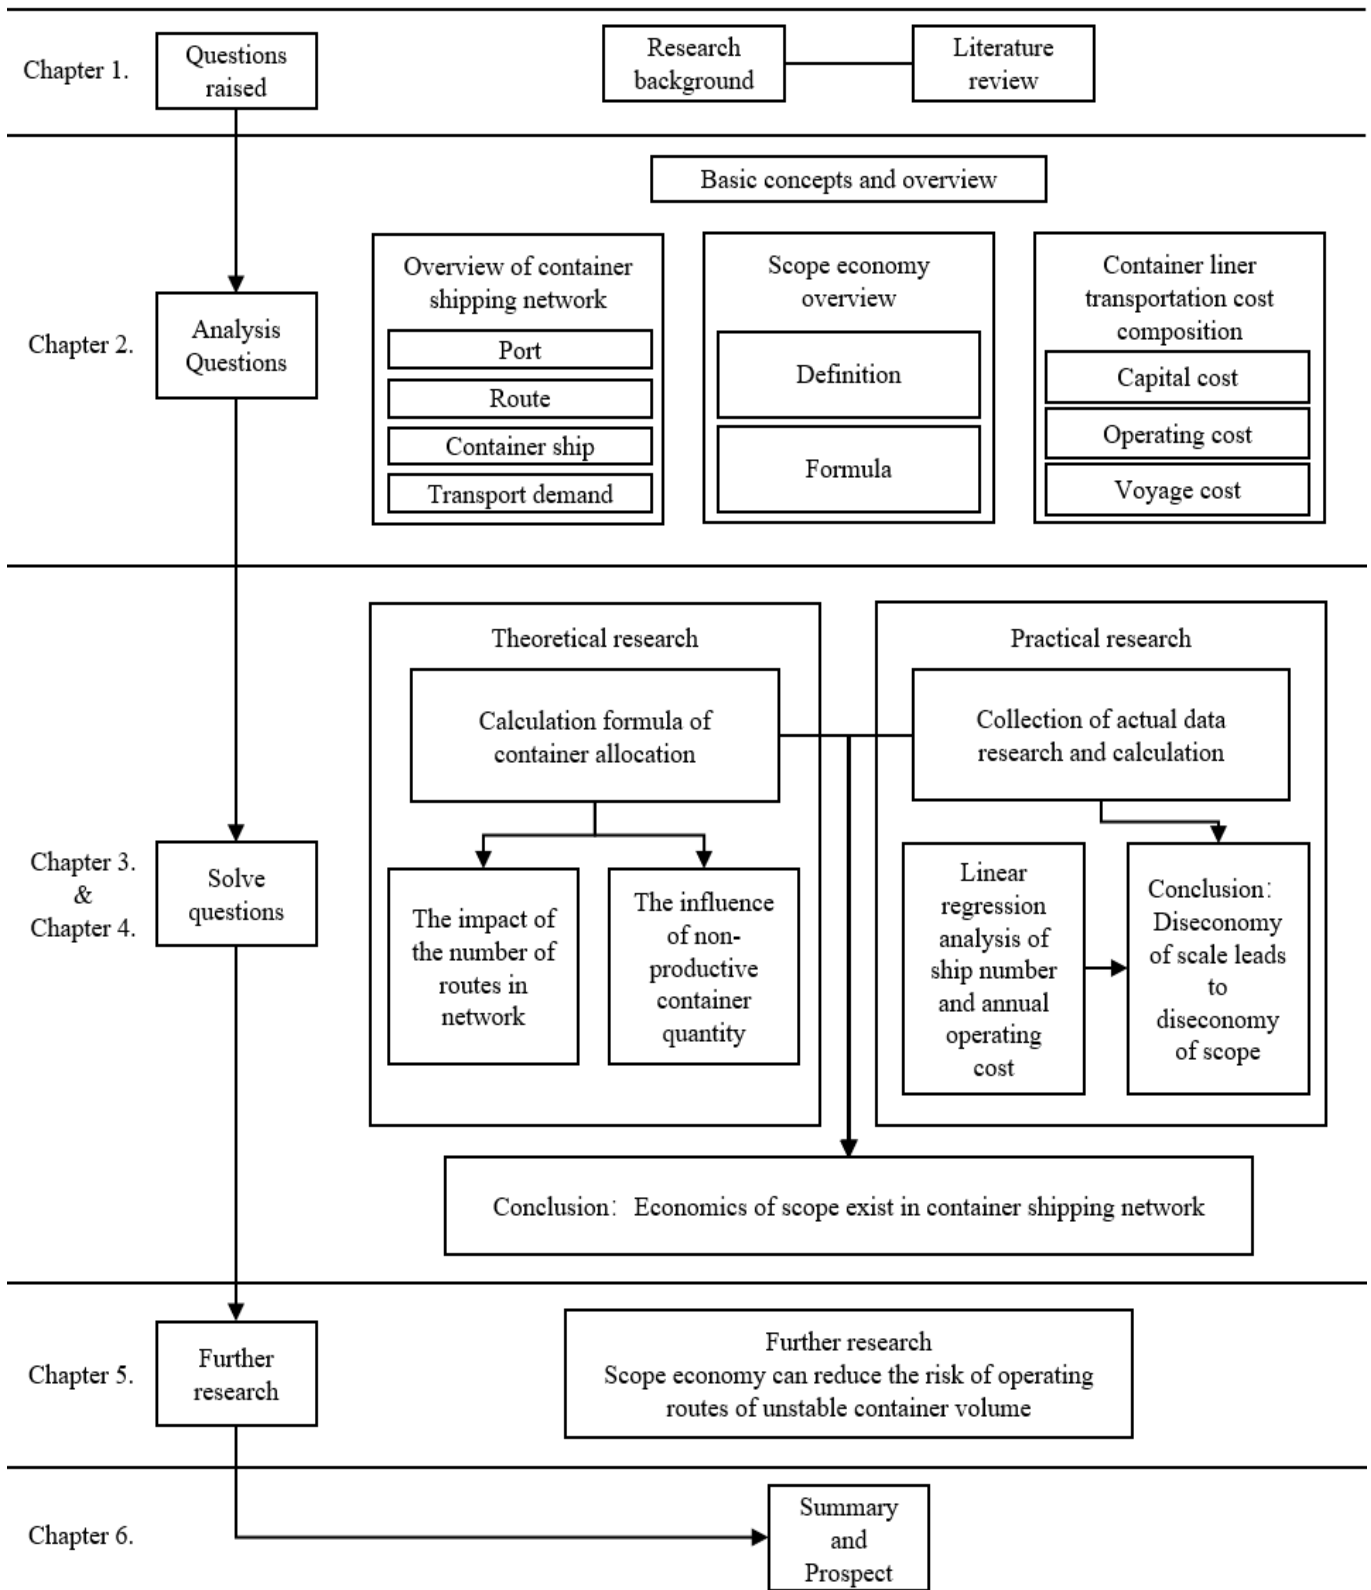 Chapter 1.
Questions
raised
Research
background
Literature
review
Basic concepts and overview
Chapter 2.
Analysis
Questions
Overview of container
shipping network
Port
Route
Container ship
Transport demand
Scope economy
overview
Definition
Formula
Container liner
transportation cost
composition
Capital cost
Operating cost
Voyage cost
Chapter 3.
&
Chapter 4.
Solve
questions
Theoretical research
Calculation formula of
container allocation
The impact of
the number of
routes in
network
The influence
of non-
productive
container
quantity
Practical research
Collection of actual data
research and calculation
Linear
regression
analysis of
ship number
and annual
operating
cost
Conclusion：
Diseconomy
of scale leads
to
diseconomy
of scope
Conclusion：Economics of scope exist in container shipping network
Chapter 5.
Further
research
Further research
Scope economy can reduce the risk of operating
routes of unstable container volume
Chapter 6.
Summary
and
Prospect